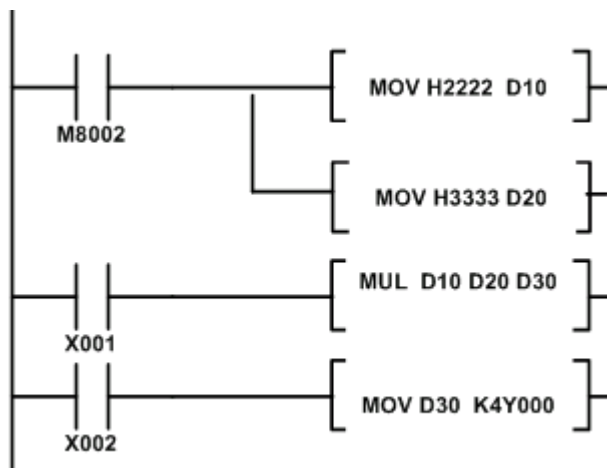 MOV H2222 D10
M8002
MOV H3333 D20
MUL D10 D20 D30
X001
MOV D30 K4Y000
X002